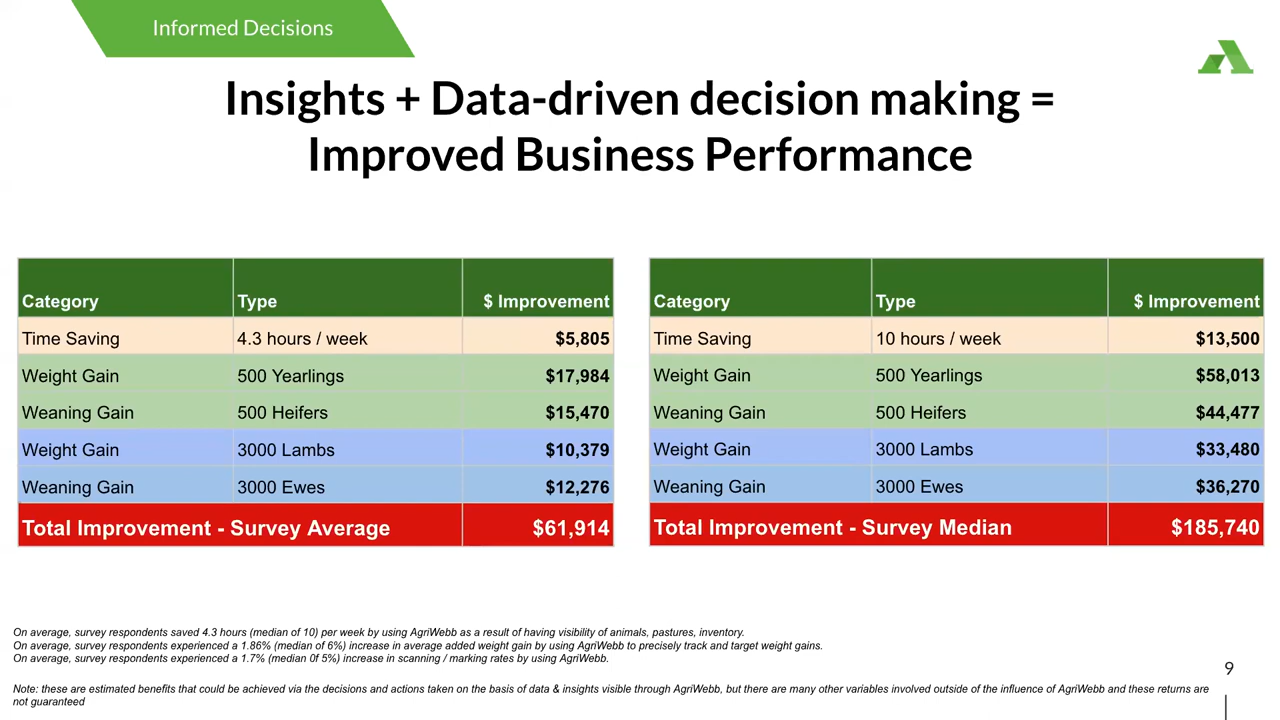 Informed Decisions
Insights + Data-driven decision making =
Improved Business Performance
Category Type $ Improvement
Time Saving 4.3 hours / week $5,805
Weight Gain 500 Yearlings $17,984
Weaning Gain 500 Heifers $15,470
Weight Gain 3000 Lambs $10,379
Weaning Gain 3000 Ewes $12,276
Total Improvement - Survey Average $61,914
Category Type $ Improvement
Time Saving 10 hours / week $13,500
Weight Gain 500 Yearlings $58,013
Weaning Gain 500 Heifers $44,477
Weight Gain 3000 Lambs $33,480
Weaning Gain 3000 Ewes $36,270
Total Improvement - Survey Median $185,740
On average, survey respondents saved 4.3 hours (median of 10) per week by using AgriWebb as a result of having visibility of animals, pastures, inventory.
On average, survey respondents experienced a 1.86% (median of 6%) increase in average added weight gain by using AgriWebb to precisely track and target weight gains.
On average, survey respondents experienced a 1.7% (median 0f 5%) increase in scanning / marking rates by using AgriWebb.
Note: these are estimated benefits that could be achieved via the decisions and actions taken on the basis of data & insights visible through AgriWebb, but there are many other variables involved outside of the influence of AgriWebb and these returns are
not guaranteed
9